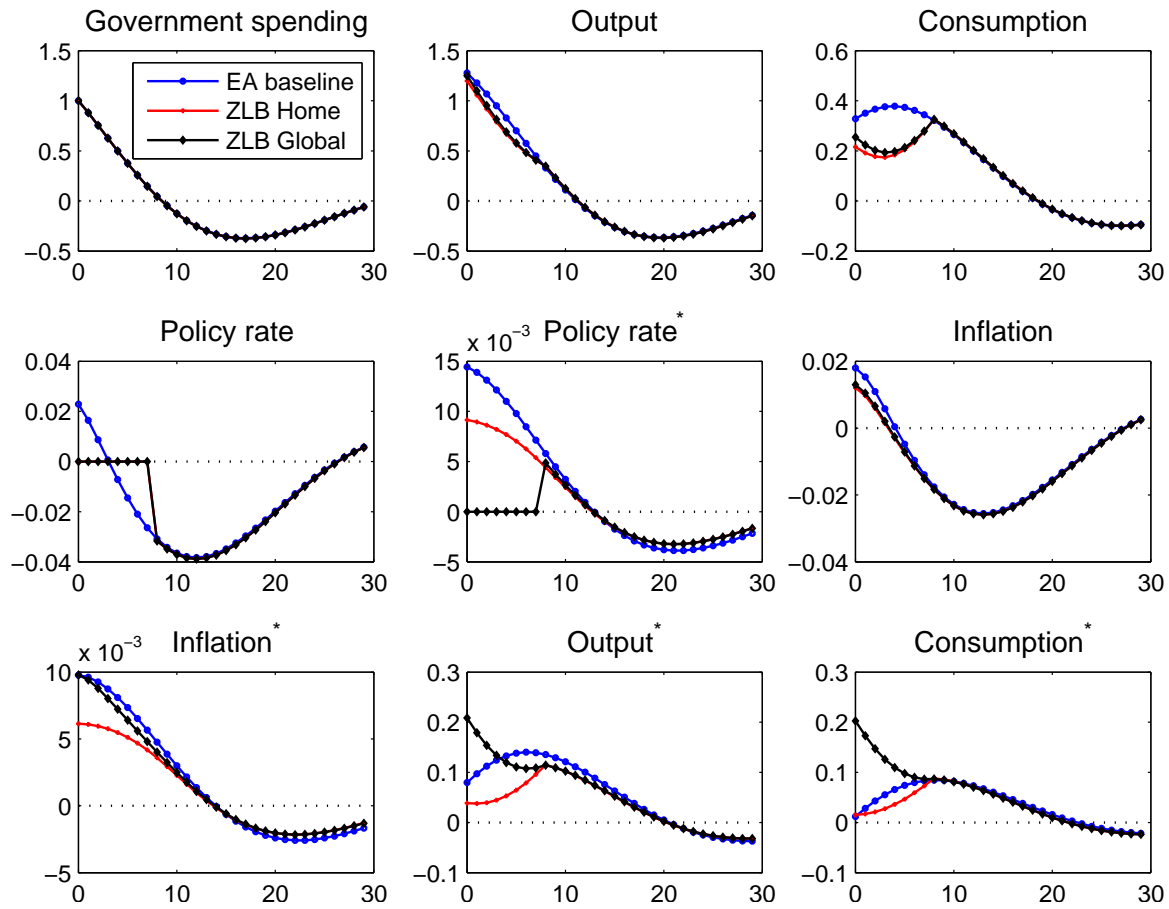 Government spending
Output
Consumption
1.5
1
0.5
0
−0.5
0 10 20 30
EA baseline
ZLB Home
ZLB Global
1.5
1
0.5
0
−0.5
0 10 20 30
0.6
0.4
0.2
0
−0.2
0 10 20 30
Policy rate
Policy rate*
Inflation
0.04
0.02
0
−0.02
−0.04
0 10 20 30
x 10−3
15
10
5
0
−5
0 10 20 30
0.02
0
−0.02
−0.04
0 10 20 30
Inflation*
Output*
Consumption*
x 10−3
10
5
0
−5
0 10 20 30
0.3
0.2
0.1
0
−0.1
0 10 20 30
0.3
0.2
0.1
0
−0.1
0 10 20 30